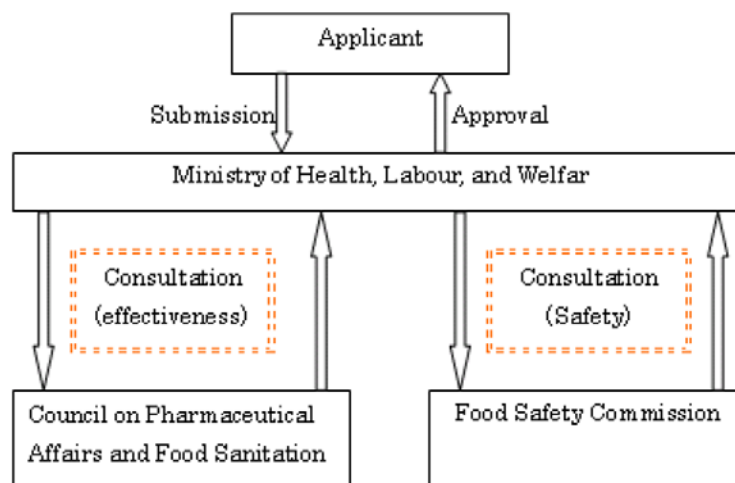 Applicant
Submission
Approval
Ministry of Health, Labour, and Welfar
Consultation
(effectiveness)
Consultation
(Safety)
Council on Pharmaceutical
Affairs and Food Sanitation
Food Safety Commission